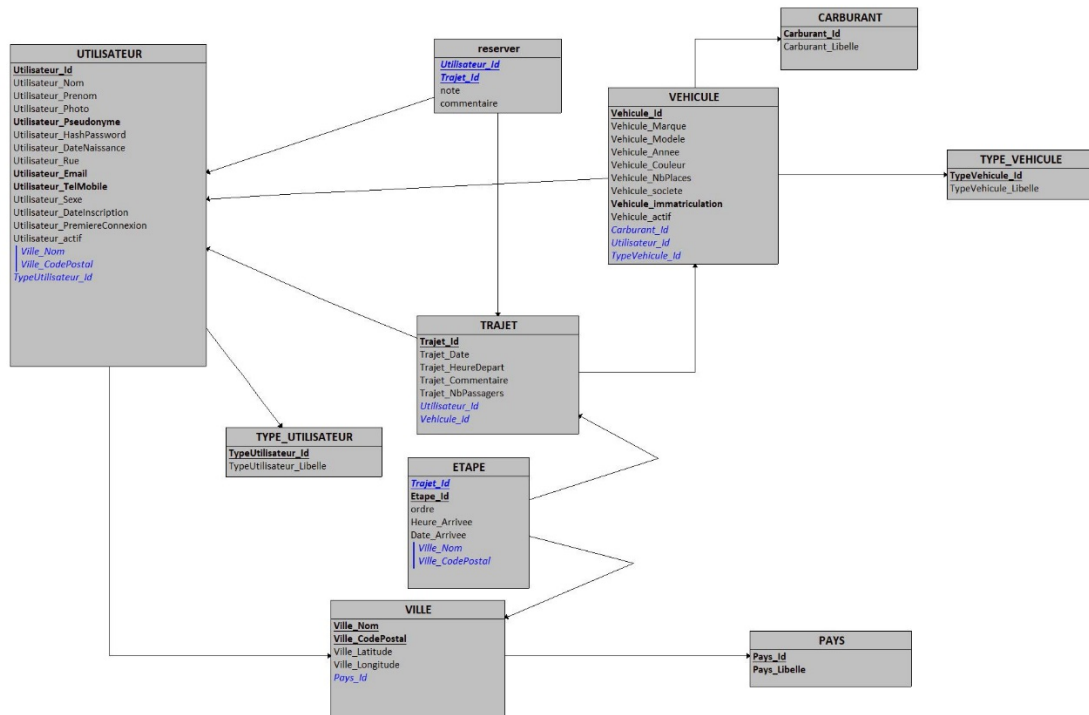 UTILISATEUR
Utilisateur_Id
Utilisateur_Nom
Utilisateur_Prenom
Utilisateur_Photo
Utilisateur_Pseudonyme
Utilisateur_HashPassword
Utilisateur_DateNaissance
Utilisateur_Rue
Utilisateur_Email
Utilisateur_TelMobile
Utilisateur_Sexe
Utilisateur_DateInscription
Utilisateur_PremiereConnexion
Utilisateur_actif
Ville_Nom
Ville_CodePostal
TypeUtilisateur_Id
reserver
Utilisateur_Id
Trajet_Id
note
commentaire
CARBURANT
Carburant_Id
Carburant_Libelle
VEHICULE
Vehicule_Id
Vehicule_Marque
Vehicule_Modele
Vehicule_Annee
Vehicule_Couleur
Vehicule_NbPlaces
Vehicule_societe
Vehicule_immatriculation
Vehicule_actif
Carburant_Id
Utilisateur_Id
TypeVehicule_Id
TYPE_VEHICULE
TypeVehicule_Id
TypeVehicule_Libelle
TRAJET
Trajet_Id
Trajet_Date
Trajet_HeureDepart
Trajet_Commentaire
Trajet_NbPassagers
Utilisateur_Id
Vehicule_Id
TYPE_UTILISATEUR
TypeUtilisateur_Id
TypeUtilisateur_Libelle
ETAPE
Trajet_Id
Etape_Id
ordre
Heure_Arrivee
Date_Arrivee
Ville_Nom
Ville_CodePostal
VILLE
Ville_Nom
Ville_CodePostal
Ville_Latitude
Ville_Longitude
Pays_Id
PAYS
Pays_Id
Pays_Libelle